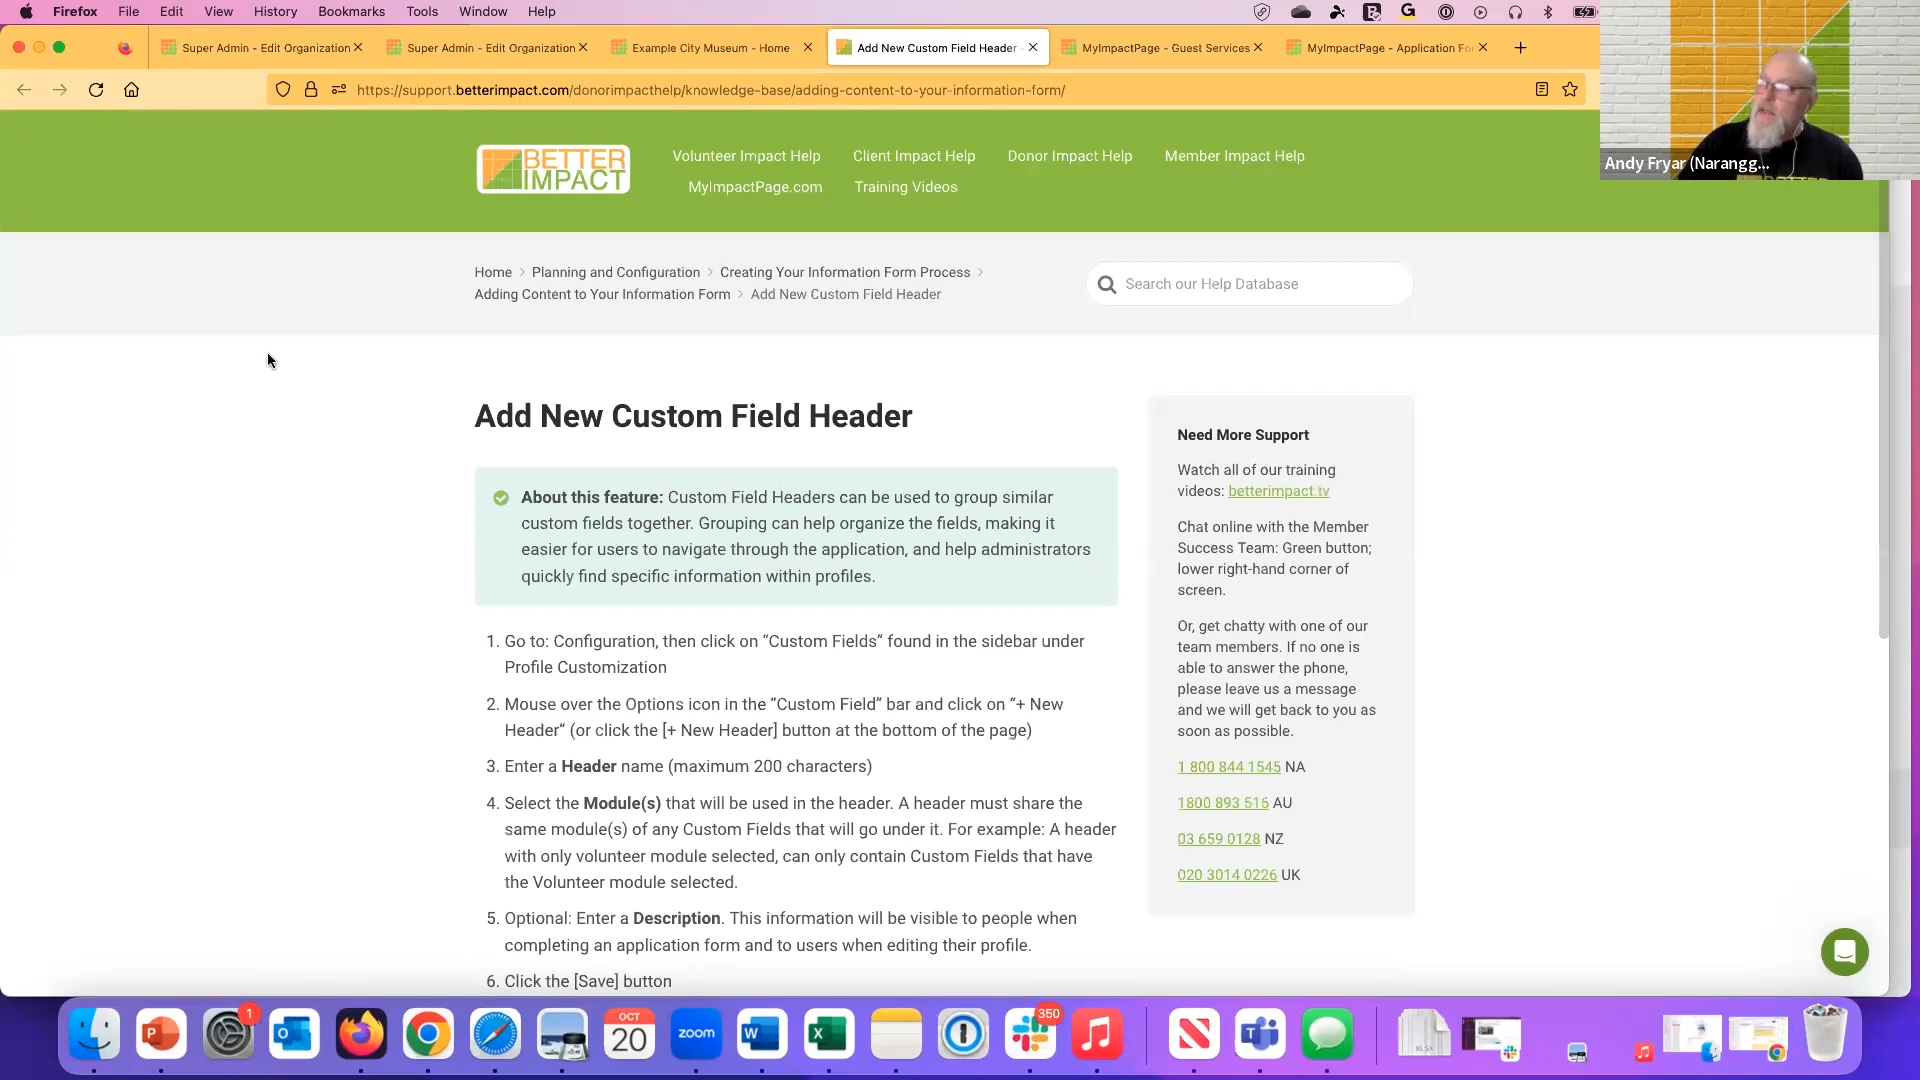 Firefox File Edit View History Bookmarks Tools Window Help
Super Admin - Edit Organization
Super Admin - Edit Organization
Example City Museum - Home
Add New Custom Field Header
MyImpactPage - Guest Services
MyImpactPage - Application Fo
https://support.betterimpact.com/donorimpacthelp/knowledge-base/adding-content-to-your-information-form/
Andy Fryar (Narangg...
BETTER
IMPACT
Volunteer Impact Help Client Impact Help Donor Impact Help Member Impact Help
MyImpactPage.com Training Videos
Home > Planning and Configuration > Creating Your Information Form Process >
Adding Content to Your Information Form > Add New Custom Field Header
Search our Help Database
Add New Custom Field Header
About this feature: Custom Field Headers can be used to group similar
custom fields together. Grouping can help organize the fields, making it
easier for users to navigate through the application, and help administrators
quickly find specific information within profiles.
1. Go to: Configuration, then click on “Custom Fields” found in the sidebar under
Profile Customization
2. Mouse over the Options icon in the “Custom Field” bar and click on “+ New
Header“ (or click the [+ New Header] button at the bottom of the page)
3. Enter a Header name (maximum 200 characters)
4. Select the Module(s) that will be used in the header. A header must share the
same module(s) of any Custom Fields that will go under it. For example: A header
with only volunteer module selected, can only contain Custom Fields that have
the Volunteer module selected.
5. Optional: Enter a Description. This information will be visible to people when
completing an application form and to users when editing their profile.
6. Click the [Save] button
Need More Support
Watch all of our training
videos: betterimpact.tv
Chat online with the Member
Success Team: Green button;
lower right-hand corner of
screen.
Or, get chatty with one of our
team members. If no one is
able to answer the phone,
please leave us a message
and we will get back to you as
soon as possible.
1 800 844 1545 NA
1800 893 516 AU
03 659 0128 NZ
020 3014 0226 UK
1
OCT
20
zoom
350
XLSX